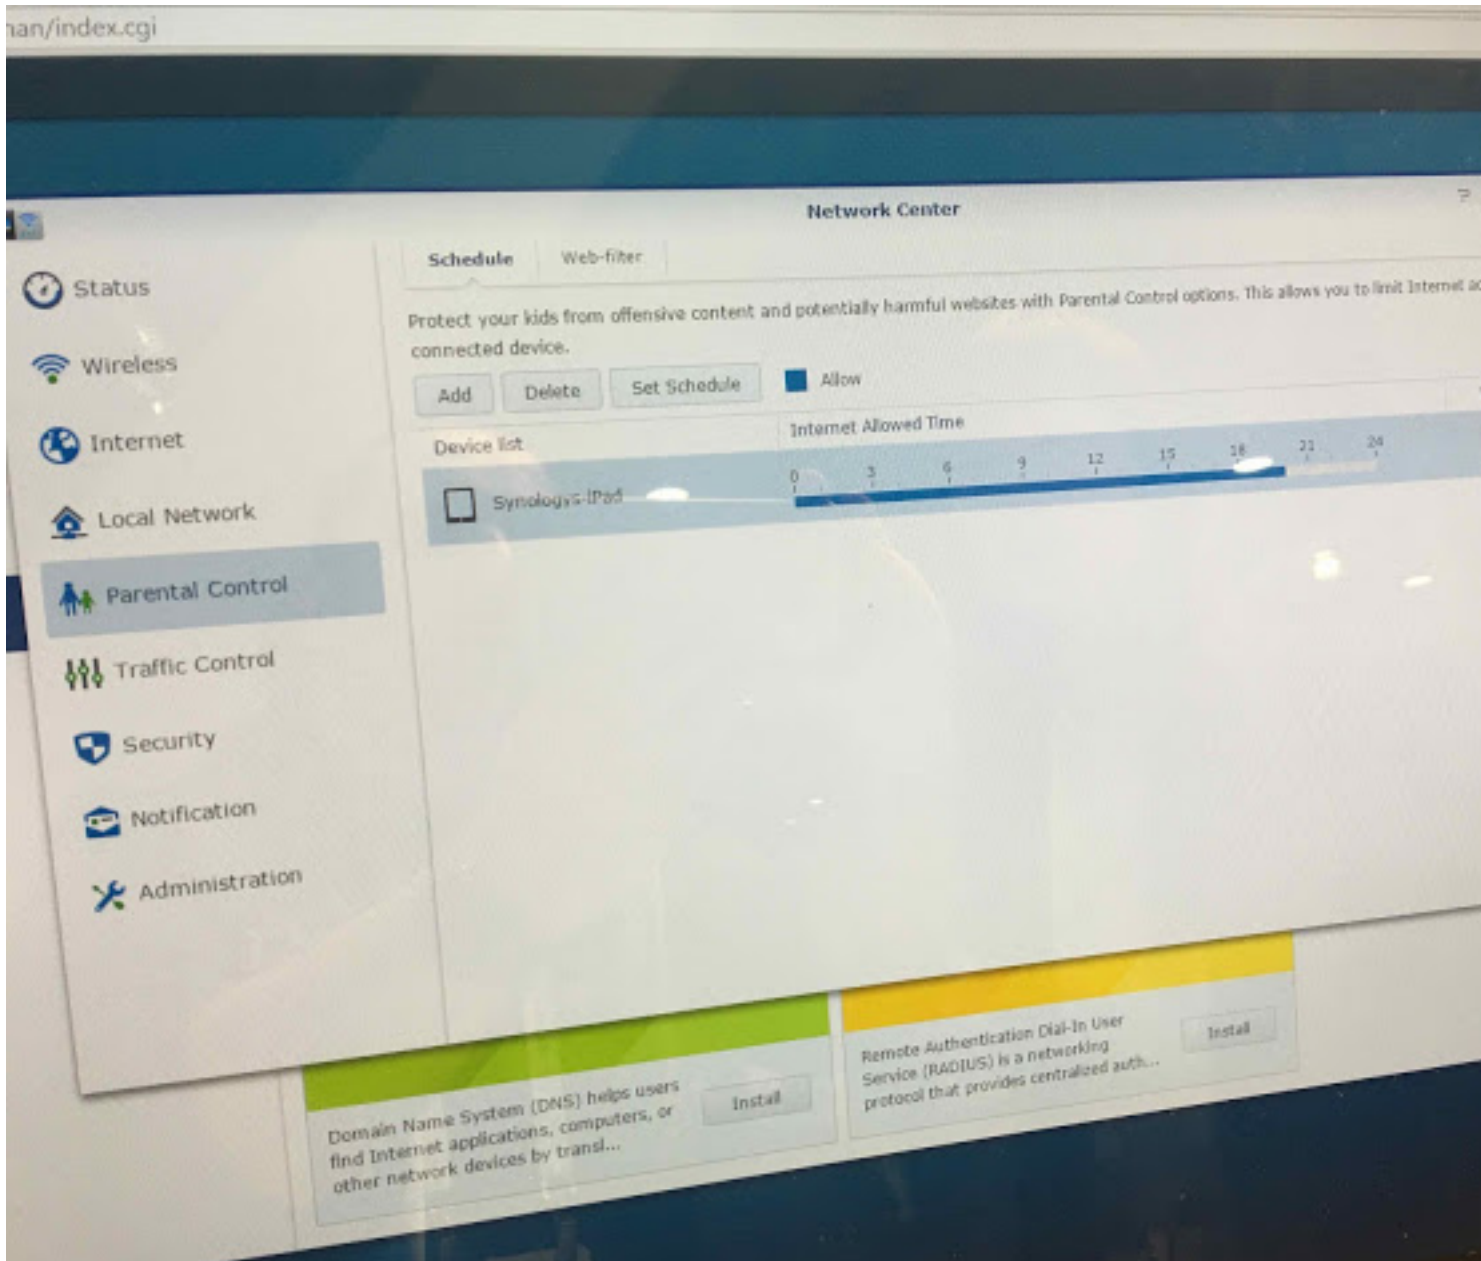 nan/index.cgi
Network Center
?
Status
Wireless
Internet
Local Network
Parental Control
Traffic Control
Security
Notification
Administration
Schedule Web-filter
Protect your kids from offensive content and potentially harmful websites with Parental Control options. This allows you to limit Internet ac
connected device.
Add Delete Set Schedule Allow
Device list Internet Allowed Time
0 3 6 9 12 15 18 21 24
Synologys-iPad
Domain Name System (DNS) helps users
find Internet applications, computers, or
other network devices by transl...
Install
Remote Authentication Dial-In User
Service (RADIUS) is a networking
protocol that provides centralized auth...
Install